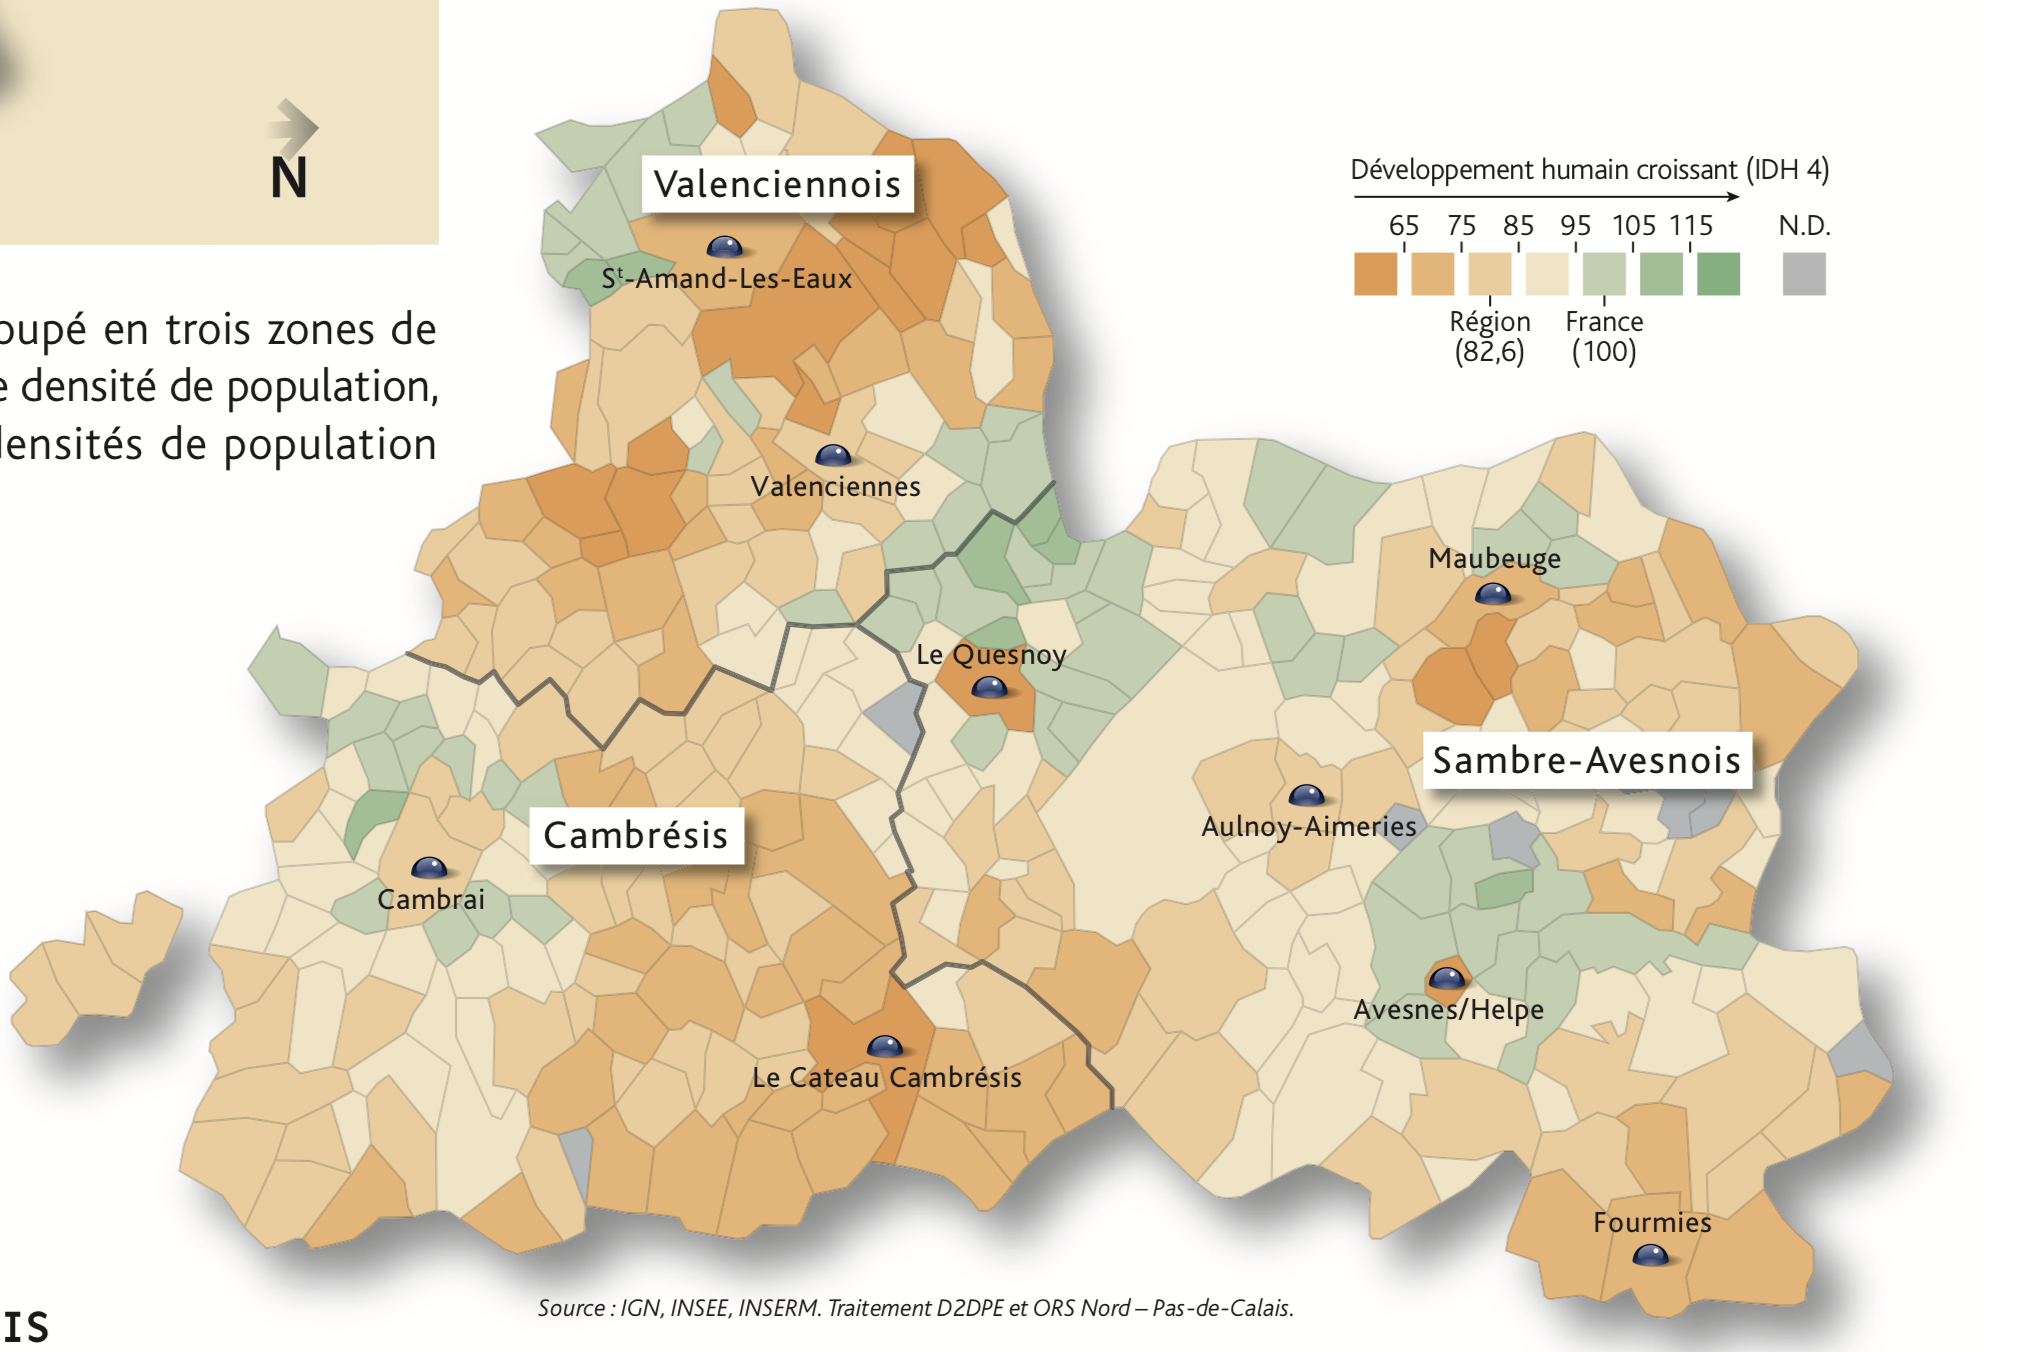 N
oupé en trois zones de
e densité de population,
densités de population
IS
Développement humain croissant (IDH 4)
65 75 85 95 105 115 N.D.
Région France
(82,6) (100)
Valenciennois
St-Amand-Les-Eaux
Valenciennes
Maubeuge
Le Quesnoy
Sambre-Avesnois
Aulnoy-Aimeries
Cambrésis
Cambrai
Avesnes/Helpe
Le Cateau Cambrésis
Fourmies
Source : IGN, INSEE, INSERM. Traitement D2DPE et ORS Nord – Pas-de-Calais.